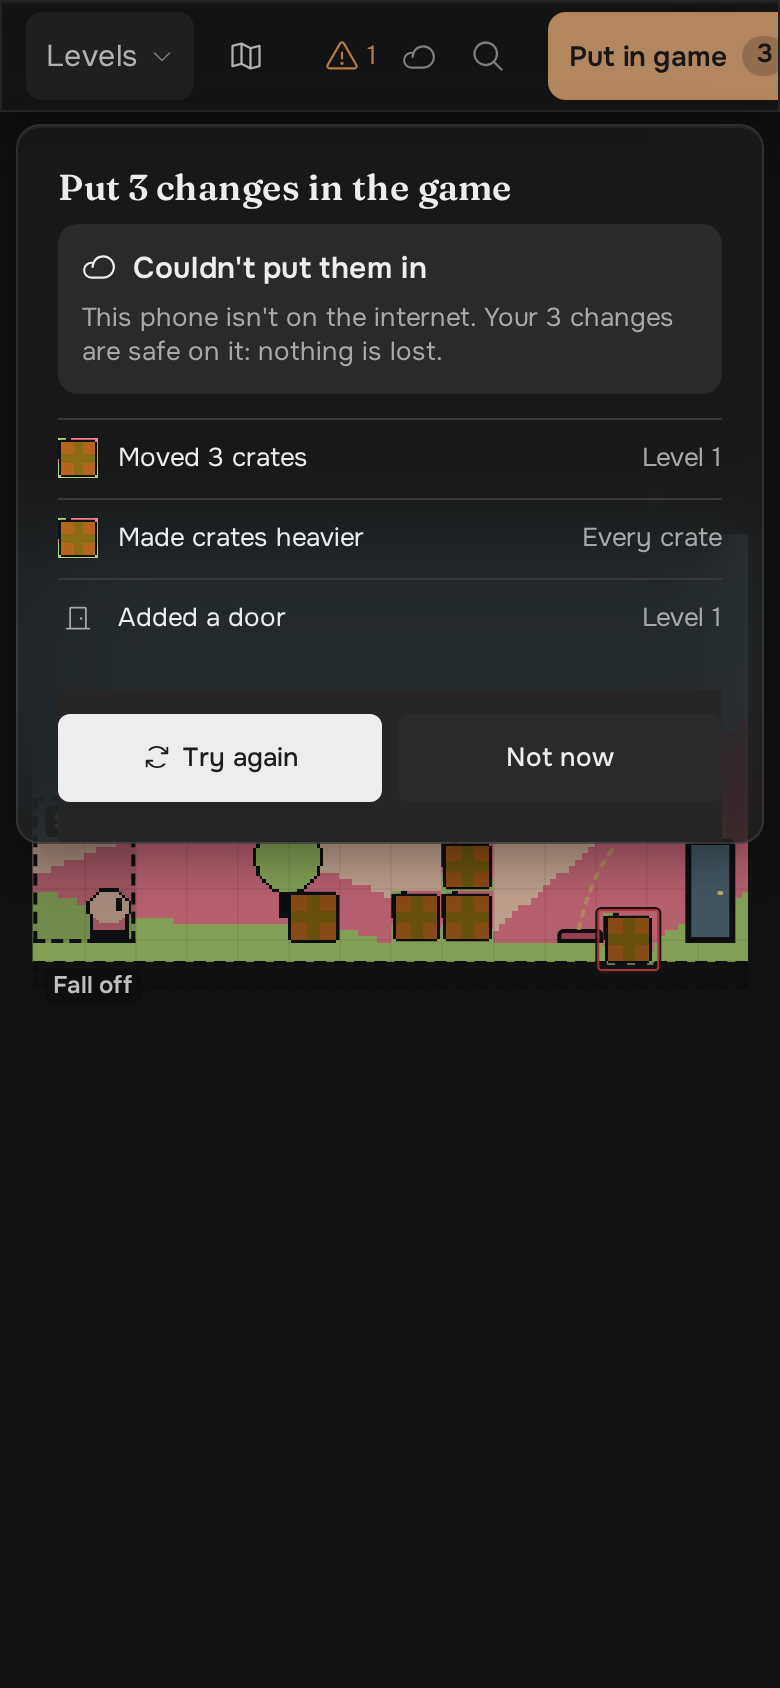 Levels
1
Put in game 3
Put 3 changes in the game
Couldn't put them in
This phone isn't on the internet. Your 3 changes
are safe on it: nothing is lost.
Moved 3 crates Level 1
Made crates heavier Every crate
Added a door Level 1
Try again Not now
Fall off